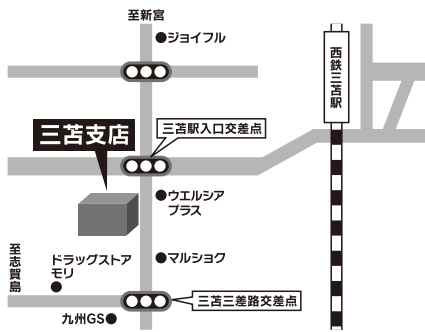 至新宮
ジョイフル
西鉄三苫駅
三苫支店
三苫駅入口交差点
ウエルシア
プラス
至志賀島
ドラッグストア
モリ
マルショク
三苫三差路交差点
九州GS